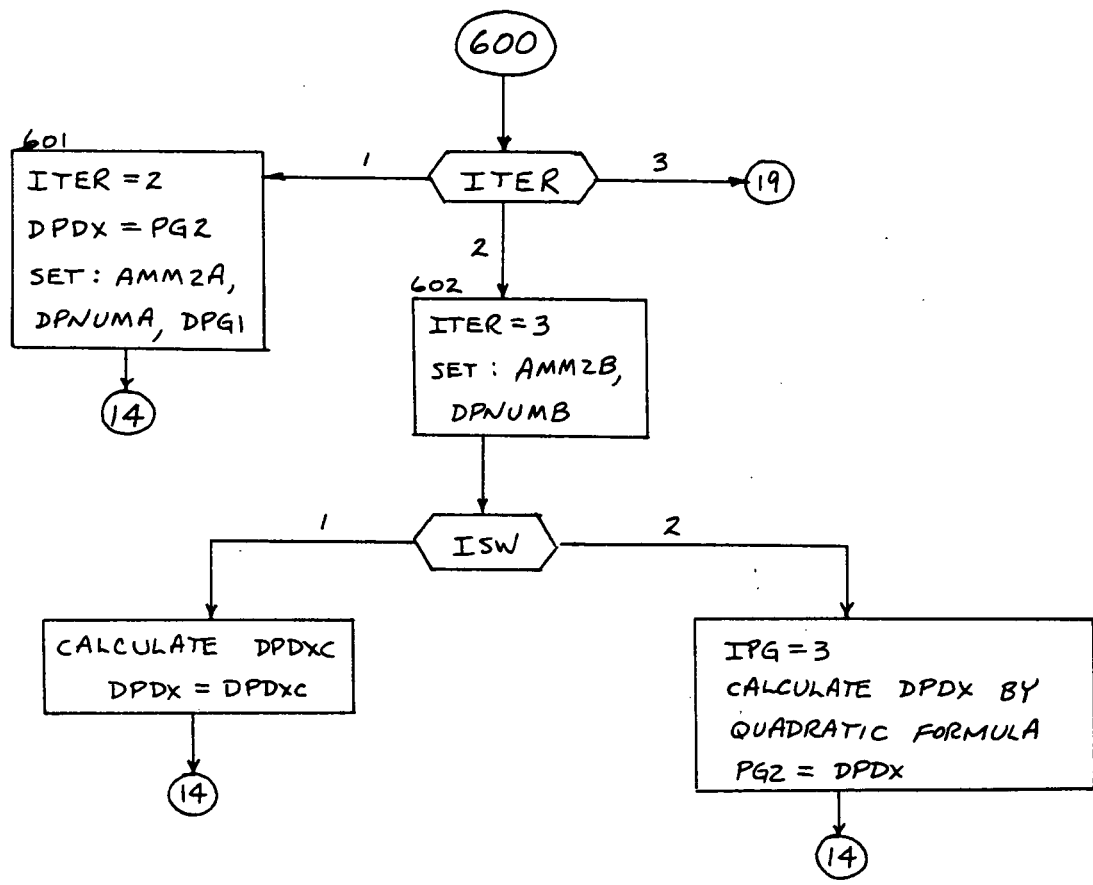 600
601
1
ITER
3
19
ITER = 2
DPDX = PG2
SET: AMM2A,
DPNUMA, DPG1
14
2
602
ITER = 3
SET: AMM2B,
DPNUMB
1
ISW
2
CALCULATE DPDXC
DPDX = DPDXC
14
IPG = 3
CALCULATE DPDX BY
QUADRATIC FORMULA
PG2 = DPDX
14